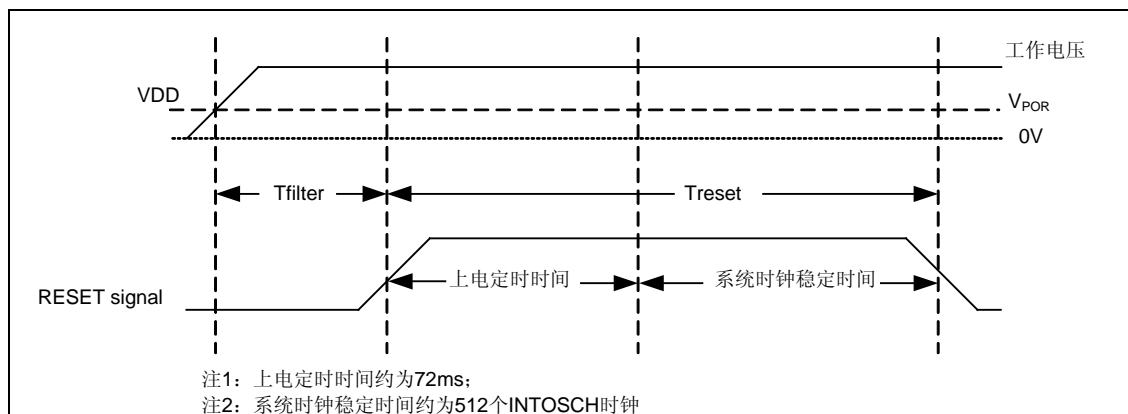 工作电压
VDD
VPOR
0V
Tfilter
Treset
上电定时时间
系统时钟稳定时间
RESET signal
注1：上电定时时间约为72ms；
注2：系统时钟稳定时间约为512个INTOSCH时钟